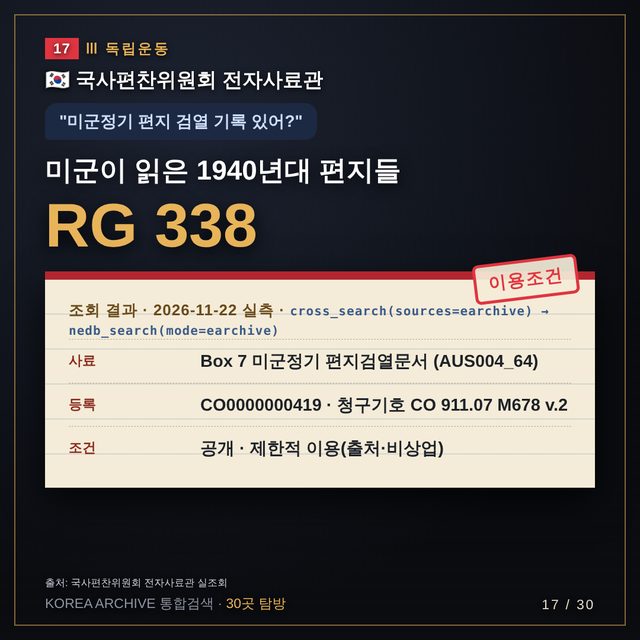 17 Ⅲ 독립운동
🇰🇷 국사편찬위원회 전자사료관
"미군정기 편지 검열 기록 있어?"
미군이 읽은 1940년대 편지들
RG 338
이용조건
조회 결과 · 2026-11-22 실측 · cross_search(sources=earchive) →
nedb_search(mode=earchive)
사료 Box 7 미군정기 편지검열문서 (AUS004_64)
등록 CO0000000419 · 청구기호 CO 911.07 M678 v.2
조건 공개 · 제한적 이용(출처·비상업)
출처: 국사편찬위원회 전자사료관 실조회
KOREA ARCHIVE 통합검색 · 30곳 탐방
17 / 30